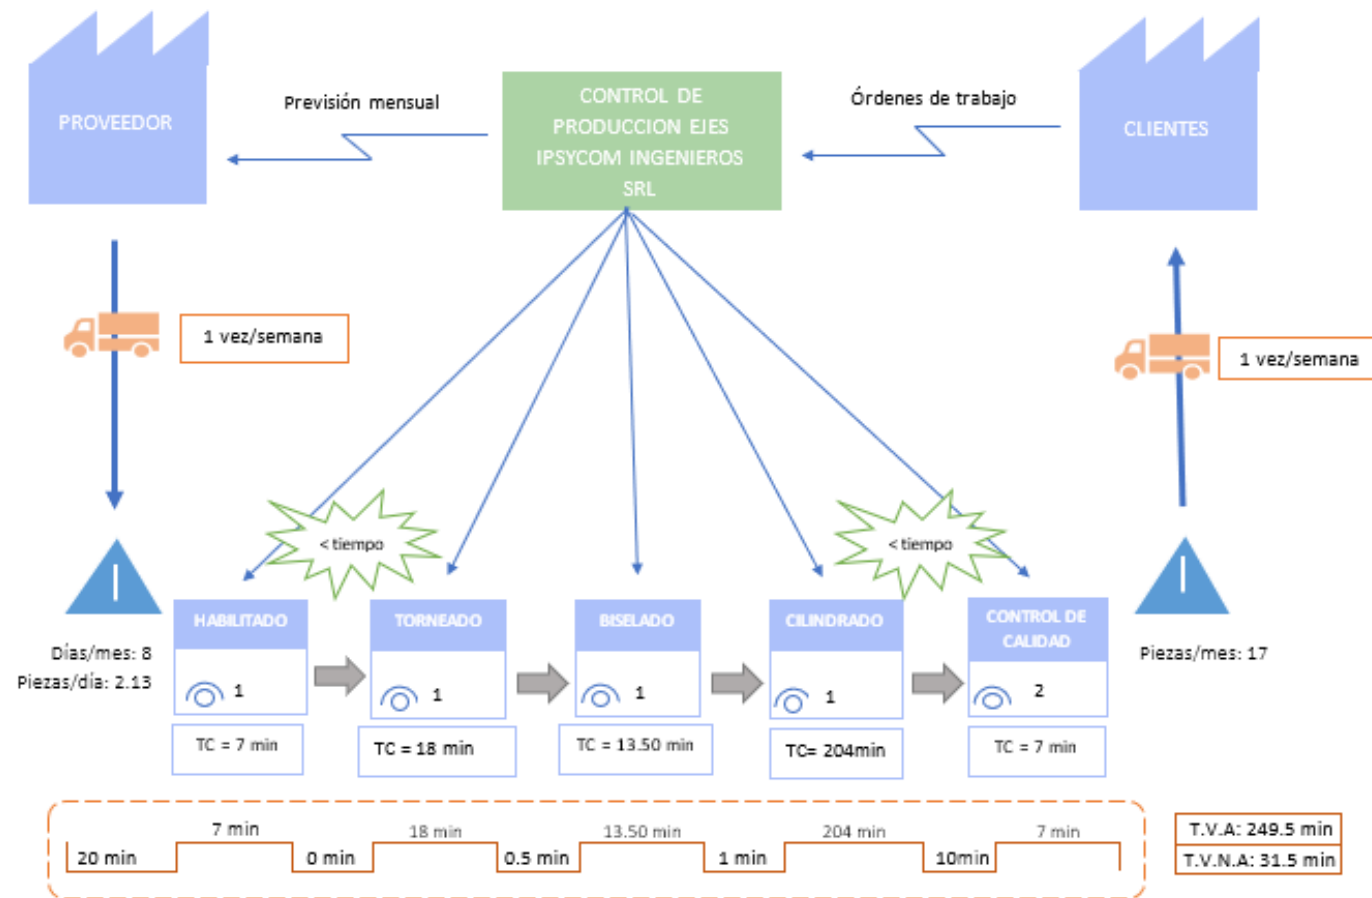 PROVEEDOR
Previsión mensual
CONTROL DE
PRODUCCION EJES
IPSYCOM INGENIEROS
SRL
Órdenes de trabajo
CLIENTES
1 vez/semana
1 vez/semana
< tiempo
< tiempo
I
I
Días/mes: 8
Piezas/día: 2.13
HABILITADO
1
TC = 7 min
TORNEADO
1
TC = 18 min
BISELADO
1
TC = 13.50 min
CILINDRADO
1
TC= 204min
CONTROL DE
CALIDAD
2
TC = 7 min
Piezas/mes: 17
20 min
7 min
0 min
18 min
0.5 min
13.50 min
1 min
204 min
10min
7 min
T.V.A: 249.5 min
T.V.N.A: 31.5 min